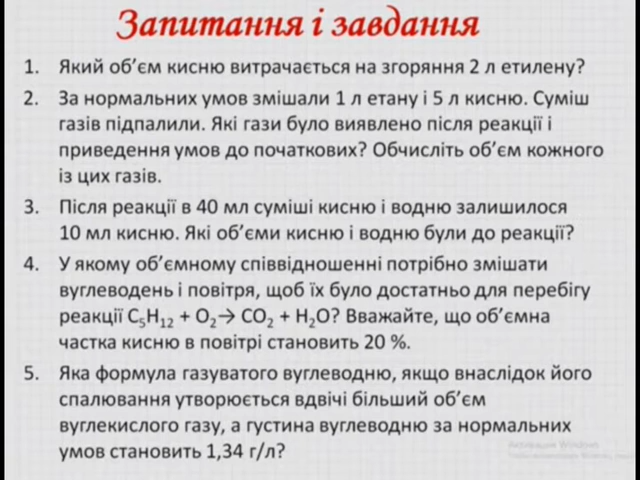 Запитання і завдання
1. Який об’єм кисню витрачається на згоряння 2 л етилену?
2. За нормальних умов змішали 1 л етану і 5 л кисню. Суміш
газів підпалили. Які гази було виявлено після реакції і
приведення умов до початкових? Обчисліть об’єм кожного
із цих газів.
3. Після реакції в 40 мл суміші кисню і водню залишилося
10 мл кисню. Які об’єми кисню і водню були до реакції?
4. У якому об’ємному співвідношенні потрібно змішати
вуглеводень і повітря, щоб їх було достатньо для перебігу
реакції C₅H₁₂ + O₂→ CO₂ + H₂O? Вважайте, що об’ємна
частка кисню в повітрі становить 20 %.
5. Яка формула газуватого вуглеводню, якщо внаслідок його
спалювання утворюється вдвічі більший об’єм
вуглекислого газу, а густина вуглеводню за нормальних
умов становить 1,34 г/л?